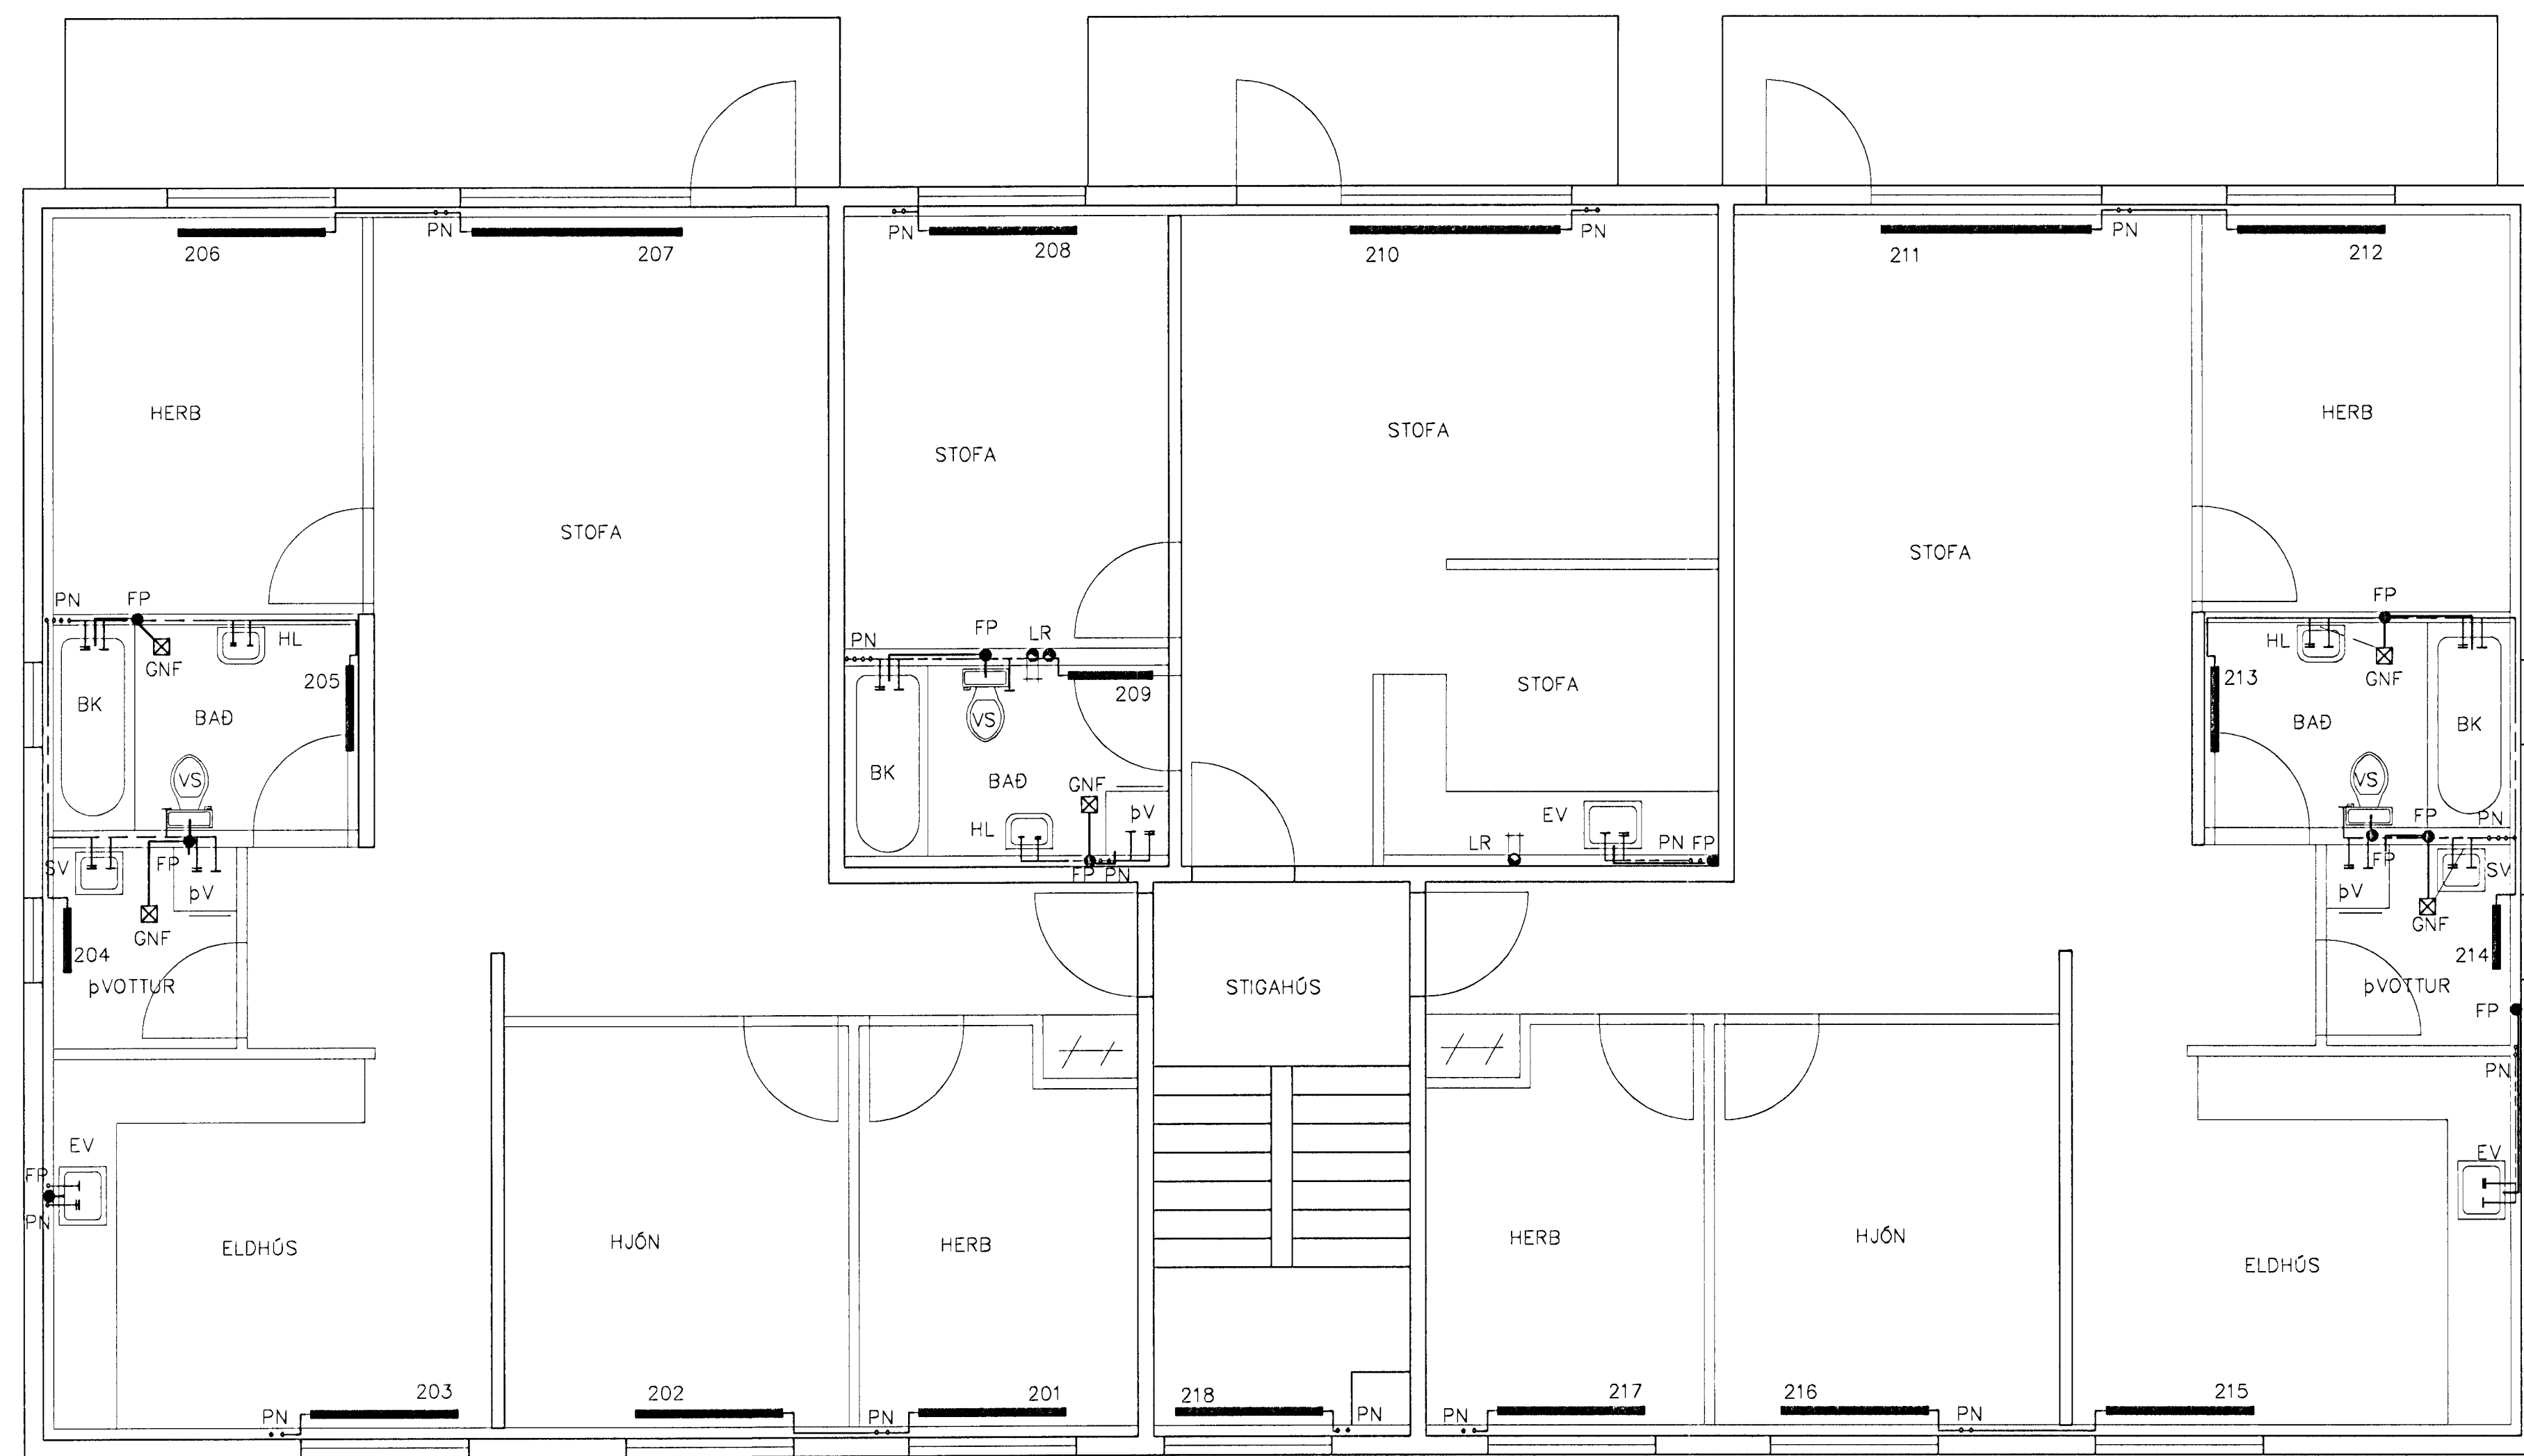 PN PN PN PN
206 207 208 210 211 212
HERB STOFA HERB
STOFA
STOFA STOFA
PN FP FP
PN FP LR
HL HL
GNF GNF
205 213
STOFA
209
BK BAÐ VS BAÐ BK
BK BAÐ GNF
VS VS
þV
HL EV
FP PN
LR PN FP
SV FP FP PN FP SV
þV þV
GNF GNF
204 214
þVOTTUR STIGAHÚS þVOTTUR
FP
PN
EV EV
FP
PN
ELDHÚS HJÓN HERB HERB HJÓN ELDHÚS
203 202 201 218 217 216 215
PN PN PN PN PN